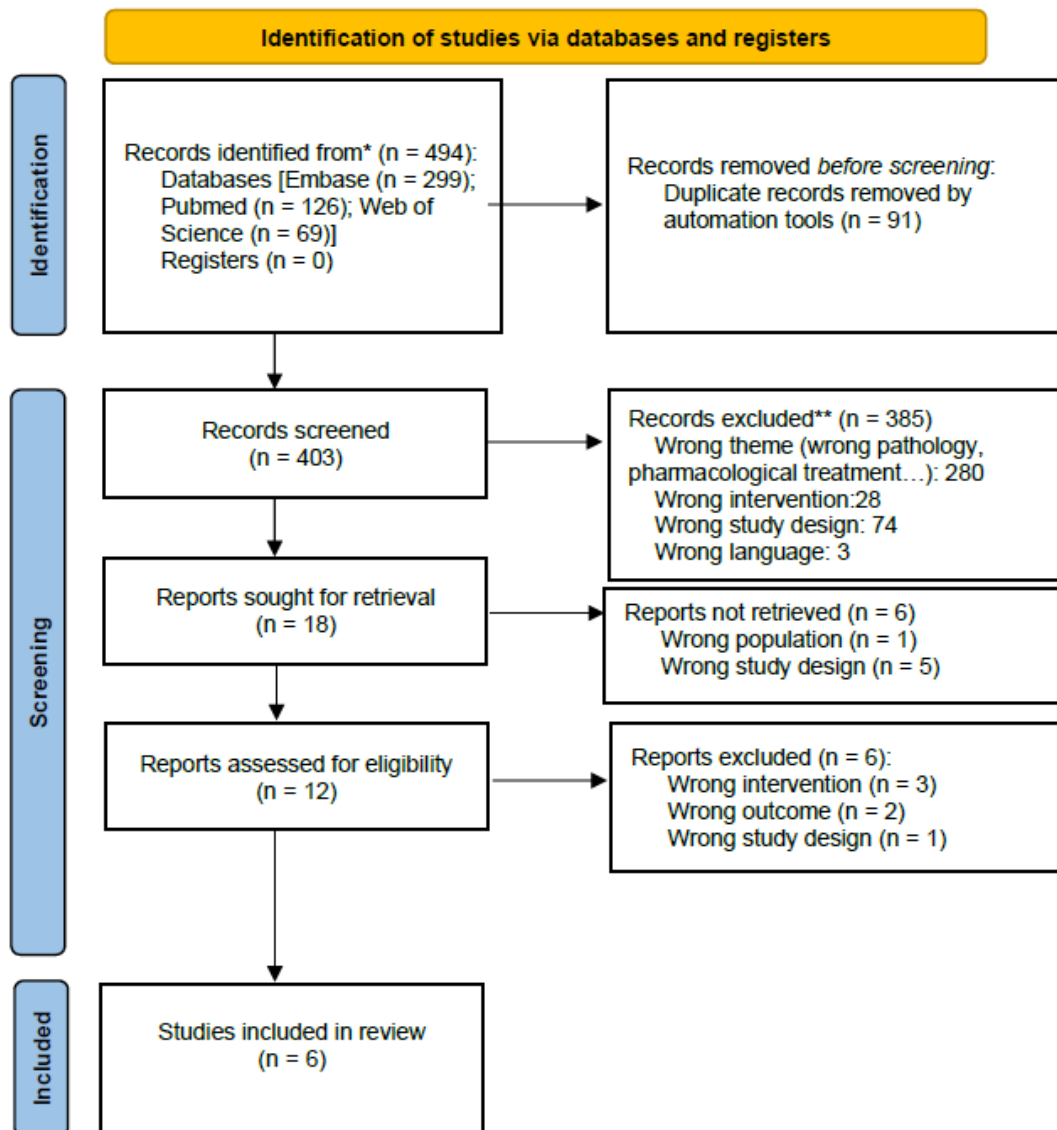 Identification of studies via databases and registers
Identification
Records identified from* (n = 494):
Databases [Embase (n = 299);
Pubmed (n = 126); Web of
Science (n = 69)]
Registers (n = 0)
Records removed before screening:
Duplicate records removed by
automation tools (n = 91)
Screening
Records screened
(n = 403)
Records excluded** (n = 385)
Wrong theme (wrong pathology,
pharmacological treatment…): 280
Wrong intervention:28
Wrong study design: 74
Wrong language: 3
Reports sought for retrieval
(n = 18)
Reports not retrieved (n = 6)
Wrong population (n = 1)
Wrong study design (n = 5)
Reports assessed for eligibility
(n = 12)
Reports excluded (n = 6):
Wrong intervention (n = 3)
Wrong outcome (n = 2)
Wrong study design (n = 1)
Included
Studies included in review
(n = 6)